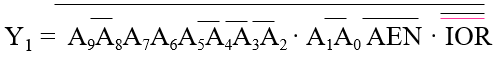 Y₁ = A₉A₈A₇A₆A₅A₄A₃A₂ · A₁A₀ AEN · IOR